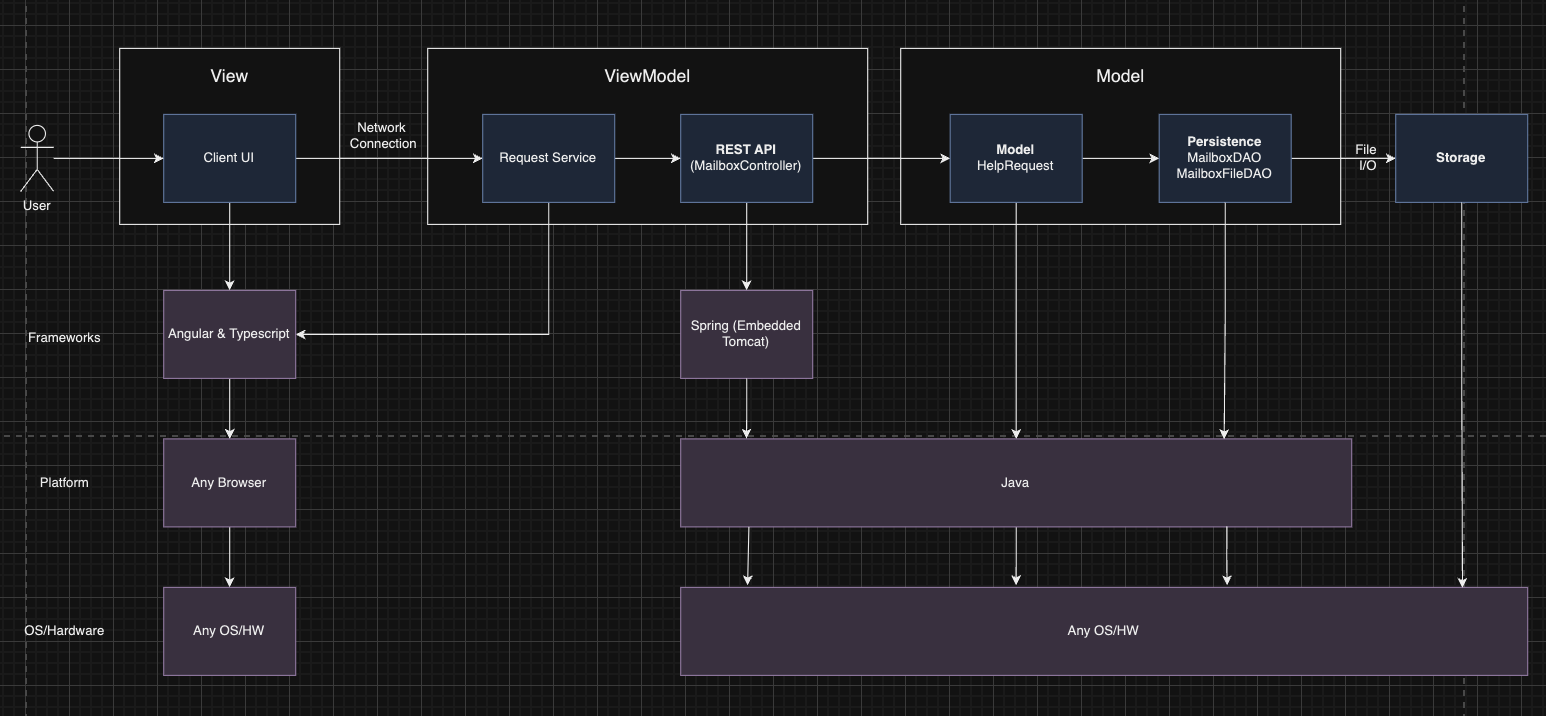 View
ViewModel
Model
Client UI
Network
Connection
Request Service
REST API
(MailboxController)
Model
HelpRequest
Persistence
MailboxDAO
MailboxFileDAO
File
I/O
Storage
User
Frameworks
Angular & Typescript
Spring (Embedded
Tomcat)
Platform
Any Browser
Java
OS/Hardware
Any OS/HW
Any OS/HW